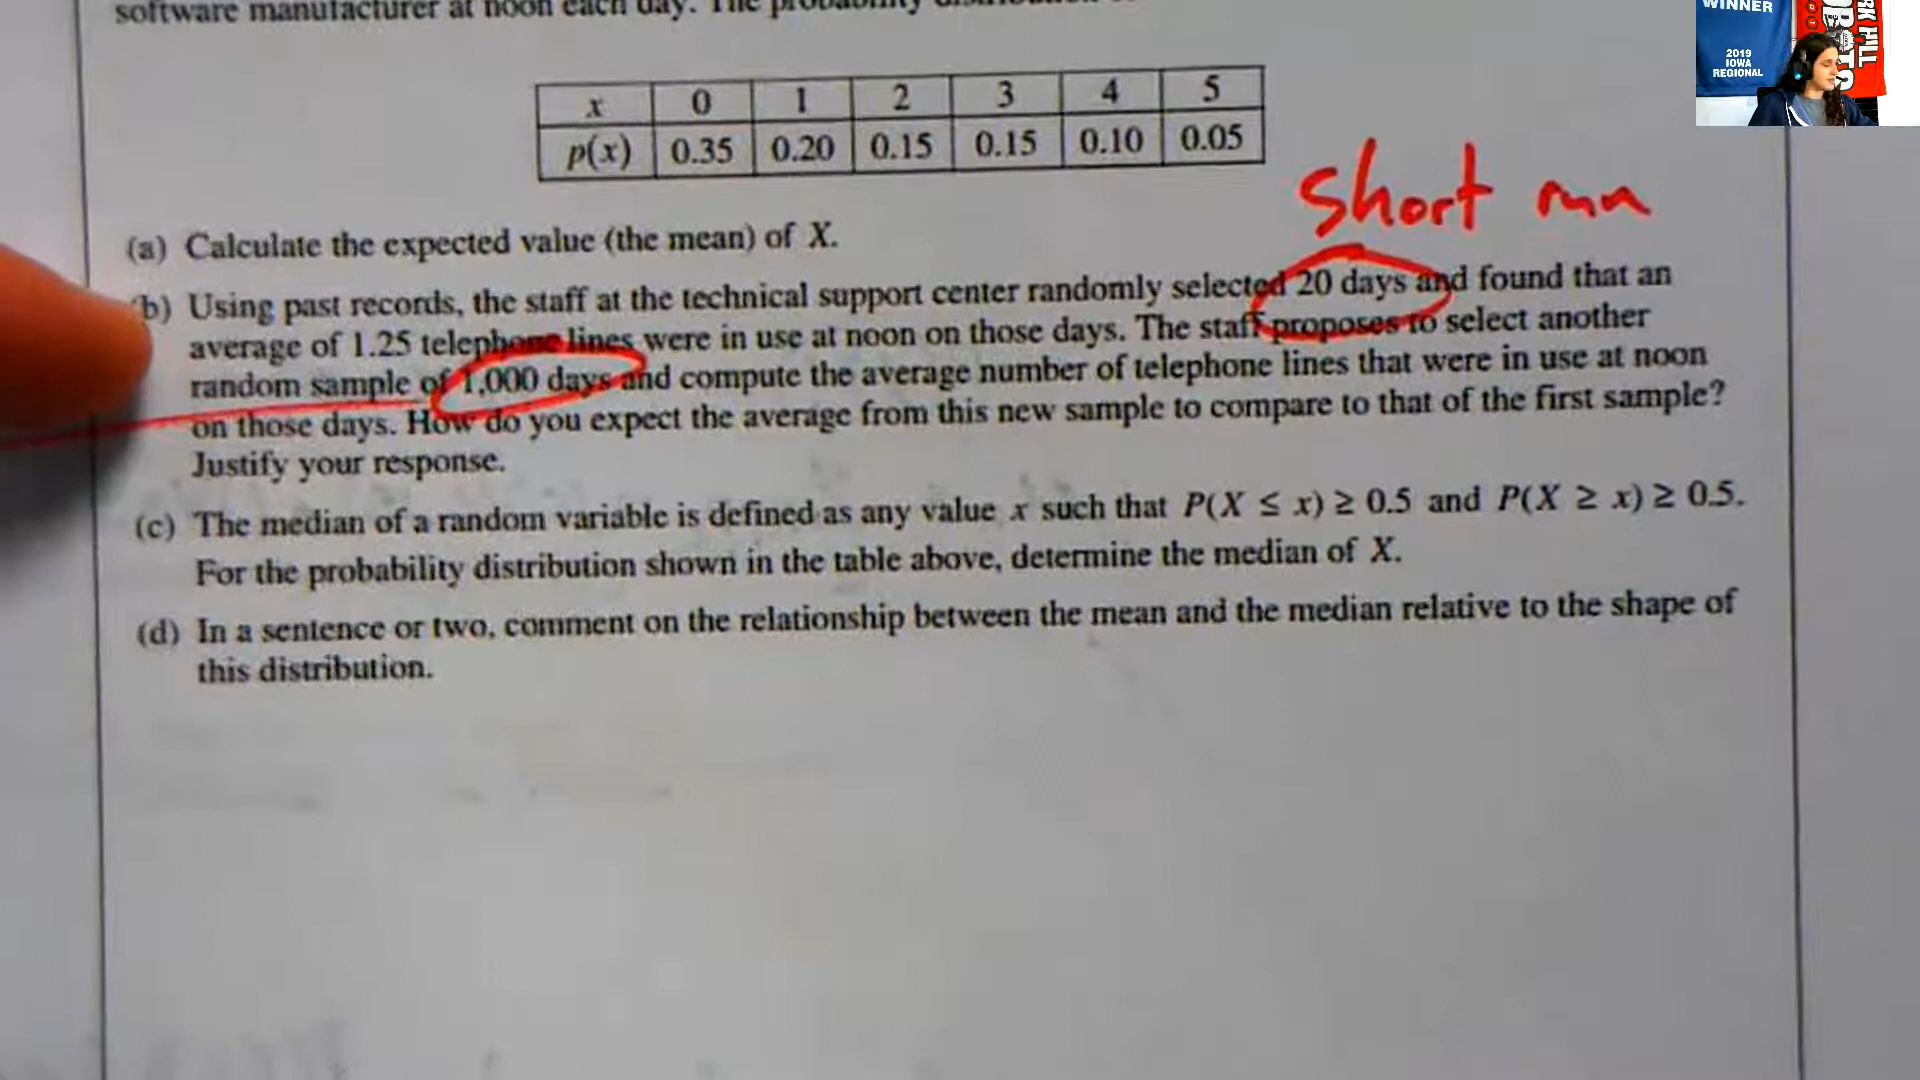 software manufacturer at noon each day. The probability
WINNER
2019
IOWA
REGIONAL
x 0 1 2 3 4 5
p(x) 0.35 0.20 0.15 0.15 0.10 0.05
short
(a) Calculate the expected value (the mean) of X.
(b) Using past records, the staff at the technical support center randomly selected 20 days and found that an
average of 1.25 telephone lines were in use at noon on those days. The staff proposes to select another
random sample of 1,000 days and compute the average number of telephone lines that were in use at noon
on those days. How do you expect the average from this new sample to compare to that of the first sample?
Justify your response.
(c) The median of a random variable is defined as any value x such that P(X ≤ x) ≥ 0.5 and P(X ≥ x) ≥ 0.5.
For the probability distribution shown in the table above, determine the median of X.
(d) In a sentence or two, comment on the relationship between the mean and the median relative to the shape of
this distribution.